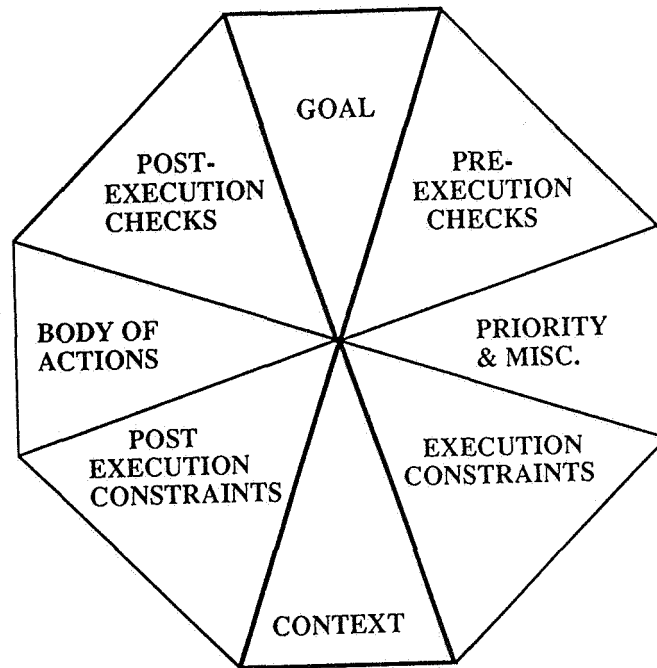 GOAL
POST-
EXECUTION
CHECKS
PRE-
EXECUTION
CHECKS
BODY OF
ACTIONS
PRIORITY
& MISC.
POST
EXECUTION
CONSTRAINTS
EXECUTION
CONSTRAINTS
CONTEXT